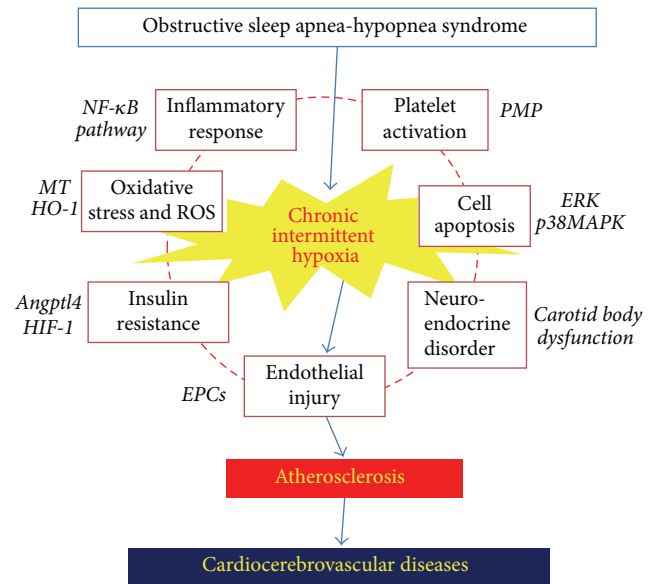 Obstructive sleep apnea-hypopnea syndrome
NF-κB
pathway
Inflammatory
response
Platelet
activation
PMP
MT
HO-1
Oxidative
stress and ROS
Chronic
intermittent
hypoxia
Cell
apoptosis
ERK
p38MAPK
Angptl4
HIF-1
Insulin
resistance
Neuro-
endocrine
disorder
Carotid body
dysfunction
EPCs
Endothelial
injury
Atherosclerosis
Cardiocerebrovascular diseases